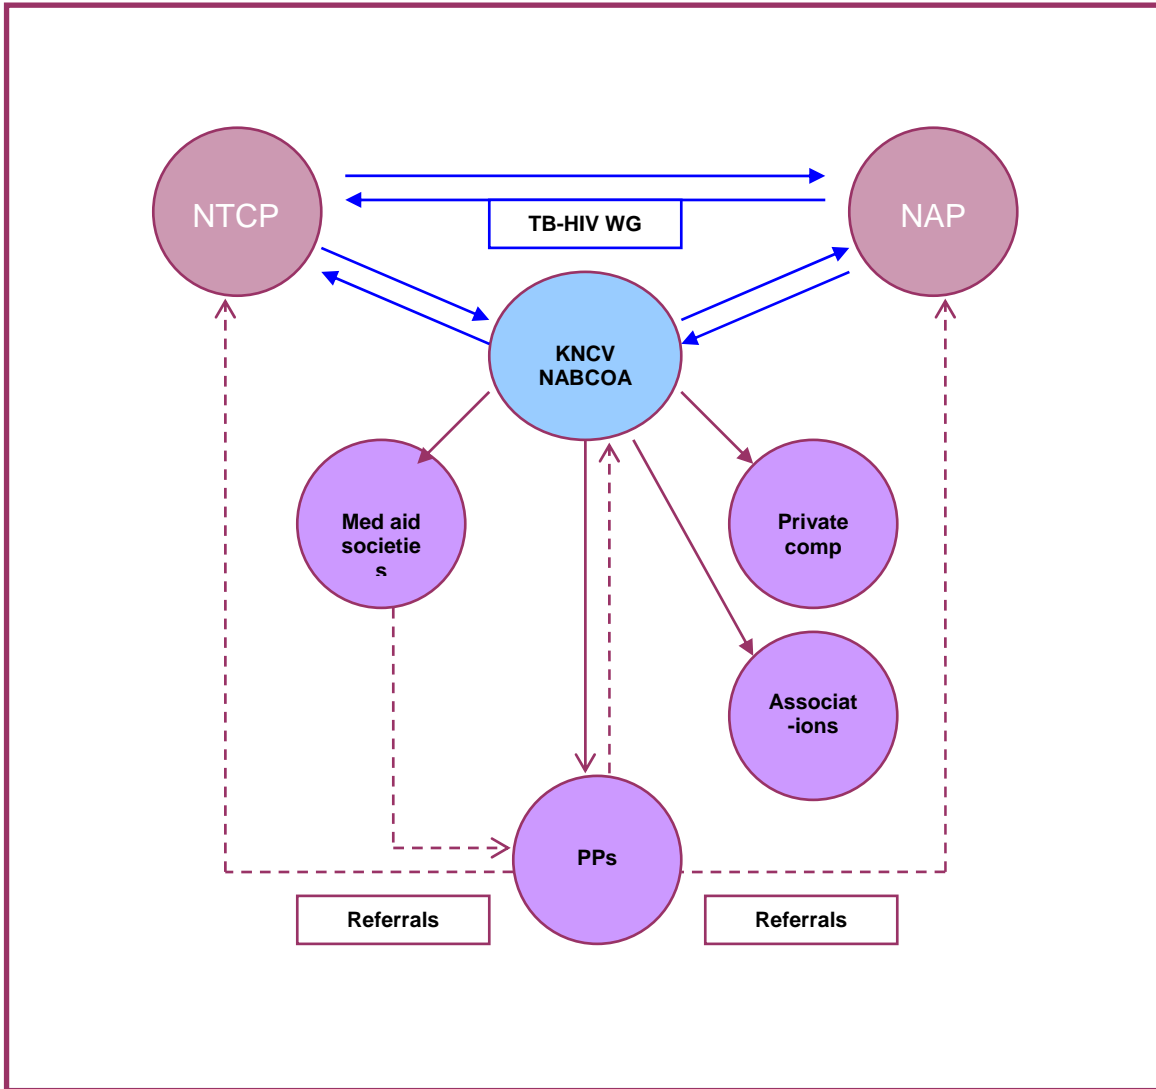 NTCP
NAP
TB-HIV WG
KNCV
NABCOA
Med aid
societie
s
Private
comp
Associat
-ions
PPs
Referrals
Referrals